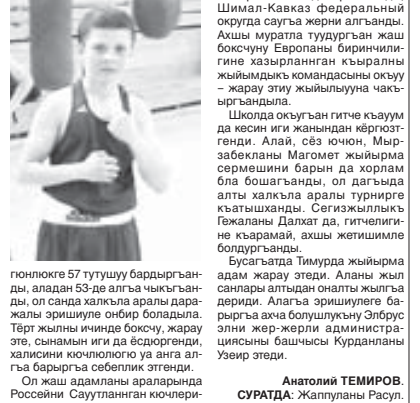 гюнлюкге 57 тутушуу бардыргъан-
ды, аладан 53-де алгъа чыкъгъан-
ды, ол санда халкъла аралы дара-
жалы эришиуле онбир боладыла.
Тёрт жылны ичинде боксчу, жарау
эте, сынамын иги да ёсдюргенди,
халисини кючлюлюгю уа анга ал-
гъа барыргъа себеплик этгенди.
Ол жаш адамланы араларында
Россейни Сауутланнган кючлери-
Шимал-Кавказ федеральный
округда саугъа жерни алгъанды.
Ахшы муратла туудургъан жаш
боксчуну Европаны биринчили-
гине хазырланнган къыралны
жыйымдыкъ командасыны окъуу
– жарау этиу жыйылыууна чакъ-
ыргъандыла.
Школда окъугъан гитче къауум
да кесин иги жанындан кёргюзт-
генди. Алай, сёз ючюн, Мыр-
забекланы Магомет жыйырма
сермешини барын да хорлам
бла бошагъанды, ол дагъыда
алты халкъла аралы турнирге
къатышханды. Сегизжыллыкъ
Гежаланы Далхат да, гитчелиги-
не къарамай, ахшы жетишимле
болдургъанды.
Бусагъатда Тимурда жыйырма
адам жарау этеди. Аланы жыл
санлары алтыдан оналты жылгъа
дериди. Алагъа эришиулеге ба-
рыргъа ахча болушлукъну Элбрус
элни жер-жерли администра-
циясыны башчысы Курданланы
Узеир этеди.
Анатолий ТЕМИРОВ.
СУРАТДА: Жаппуланы Расул.